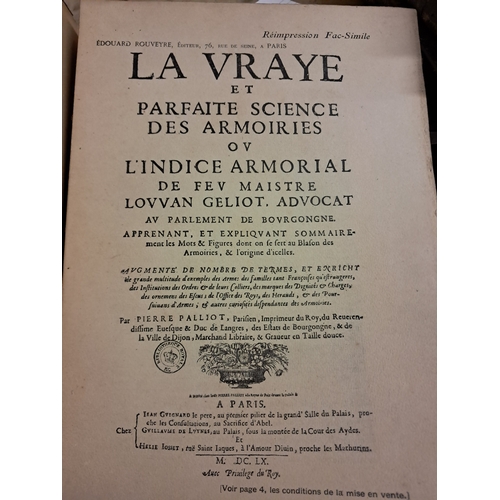 Réimpression Fac-Simile
ÉDOUARD ROUVEYRE, ÉDITEUR, 76, RUE DE SEINE, A PARIS
LA VRAYE
ET
PARFAITE SCIENCE
DES ARMOIRIES
OV
L'INDICE ARMORIAL
DE FEV MAISTRE
LOVVAN GELIOT, ADVOCAT
AV PARLEMENT DE BOVRGONGNE.
APPRENANT, ET EXPLIQVANT SOMMAIRE-
ment les Mots & Figures dont on se sert au Blason des
Armoiries, & l'origine d'icelles.
AVGMENTÉ DE NOMBRE DE TERMES, ET ENRICHY
de grande multitude d'exemples des Armes des familles tant Françoises qu'estrangeres,
des Institutions des Ordres & de leurs Colliers, des marques des Dignités & Charges,
des ornemens des Escus; de l'Office des Roys, des Herauds, & des Pour-
suiuans d'Armes; & autres curiosités despendantes des Armoiries.
Par PIERRE PALLIOT, Parisien, Imprimeur du Roy, du Reueren-
dissime Euesque & Duc de Langres, des Estats de Bourgongne, & de
la Ville de Dijon, Marchand Libraire, & Graueur en Taille douce.
A PARIS.
Chez
IEAN GVIGNARD le pere, au premier pilier de la grand' Salle du Palais, pro-
che les Consultations, au Sacrifice d'Abel.
GVILLAVME DE LVYNES, au Palais, sous la montée de la Cour des Aydes.
Et
HELIE IOSSET, ruë Saint Iaques, à l'Amour Diuin, proche les Mathurins.
M. DC. LX.
Auec Priuilege du Roy.
(Voir page 4, les conditions de la mise en vente.)